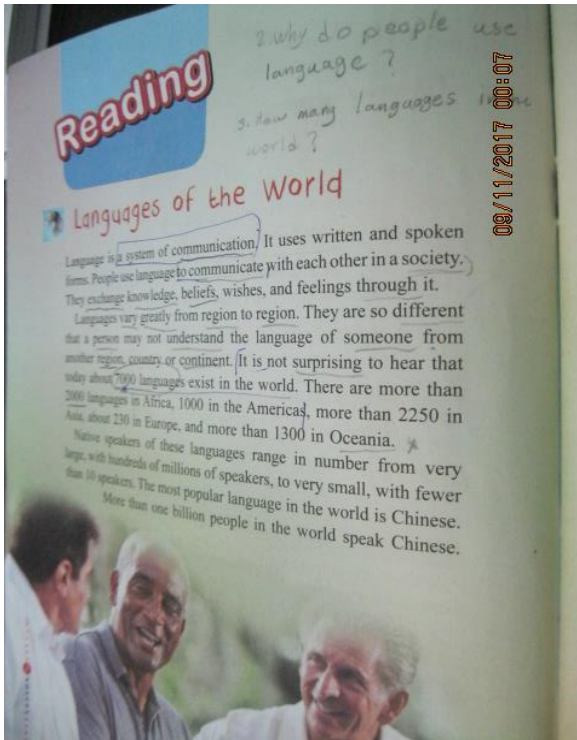 2. why do people use
language?
3. How many languages in the
world?
09/11/2017 00:07
Reading
Languages of the World
Language is a system of communication. It uses written and spoken
forms. People use language to communicate with each other in a society.
They exchange knowledge, beliefs, wishes, and feelings through it.
Languages vary greatly from region to region. They are so different
that a person may not understand the language of someone from
another region, country or continent. It is not surprising to hear that
today about 7000 languages exist in the world. There are more than
2000 languages in Africa, 1000 in the Americas, more than 2250 in
Asia, about 230 in Europe, and more than 1300 in Oceania.
Native speakers of these languages range in number from very
large, with hundreds of millions of speakers, to very small, with fewer
than 10 speakers. The most popular language in the world is Chinese.
More than one billion people in the world speak Chinese.